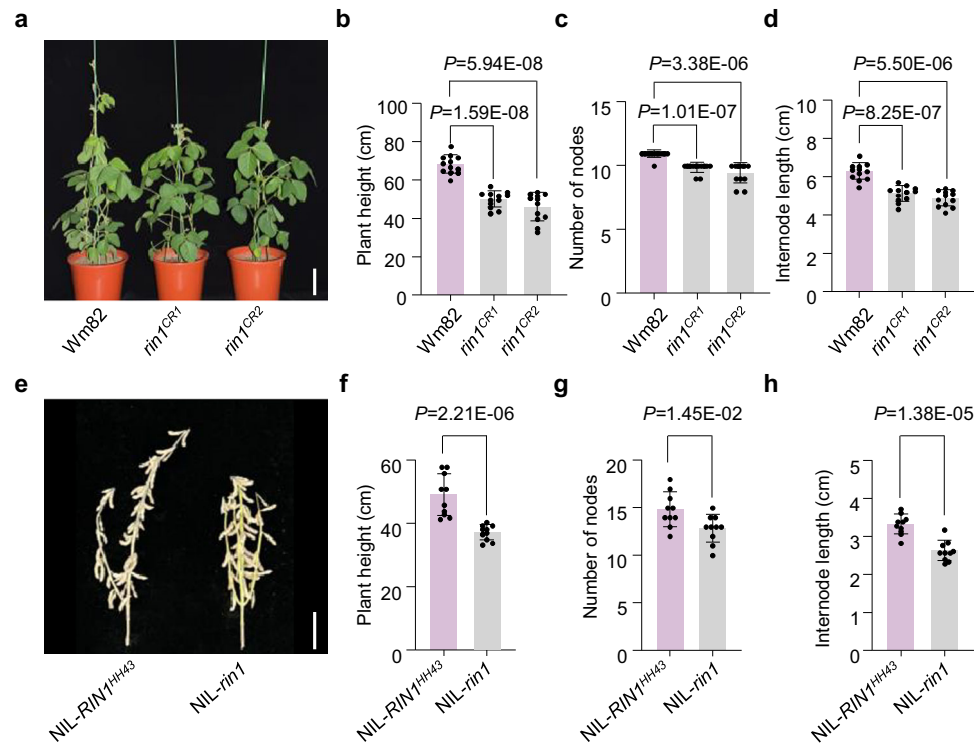 a
Wm82
rin1CR1
rin1CR2
b
P=5.94E-08
P=1.59E-08
Plant height (cm)
100
80
60
40
20
0
Wm82
rin1CR1
rin1CR2
c
P=3.38E-06
P=1.01E-07
Number of nodes
15
10
5
0
Wm82
rin1CR1
rin1CR2
d
P=5.50E-06
P=8.25E-07
Internode length (cm)
10
8
6
4
2
0
Wm82
rin1CR1
rin1CR2
e
NIL-RIN1HH43
NIL-rin1
f
P=2.21E-06
Plant height (cm)
60
40
20
0
NIL-RIN1HH43
NIL-rin1
g
P=1.45E-02
Number of nodes
20
15
10
5
0
NIL-RIN1HH43
NIL-rin1
h
P=1.38E-05
Internode length (cm)
5
4
3
2
1
0
NIL-RIN1HH43
NIL-rin1